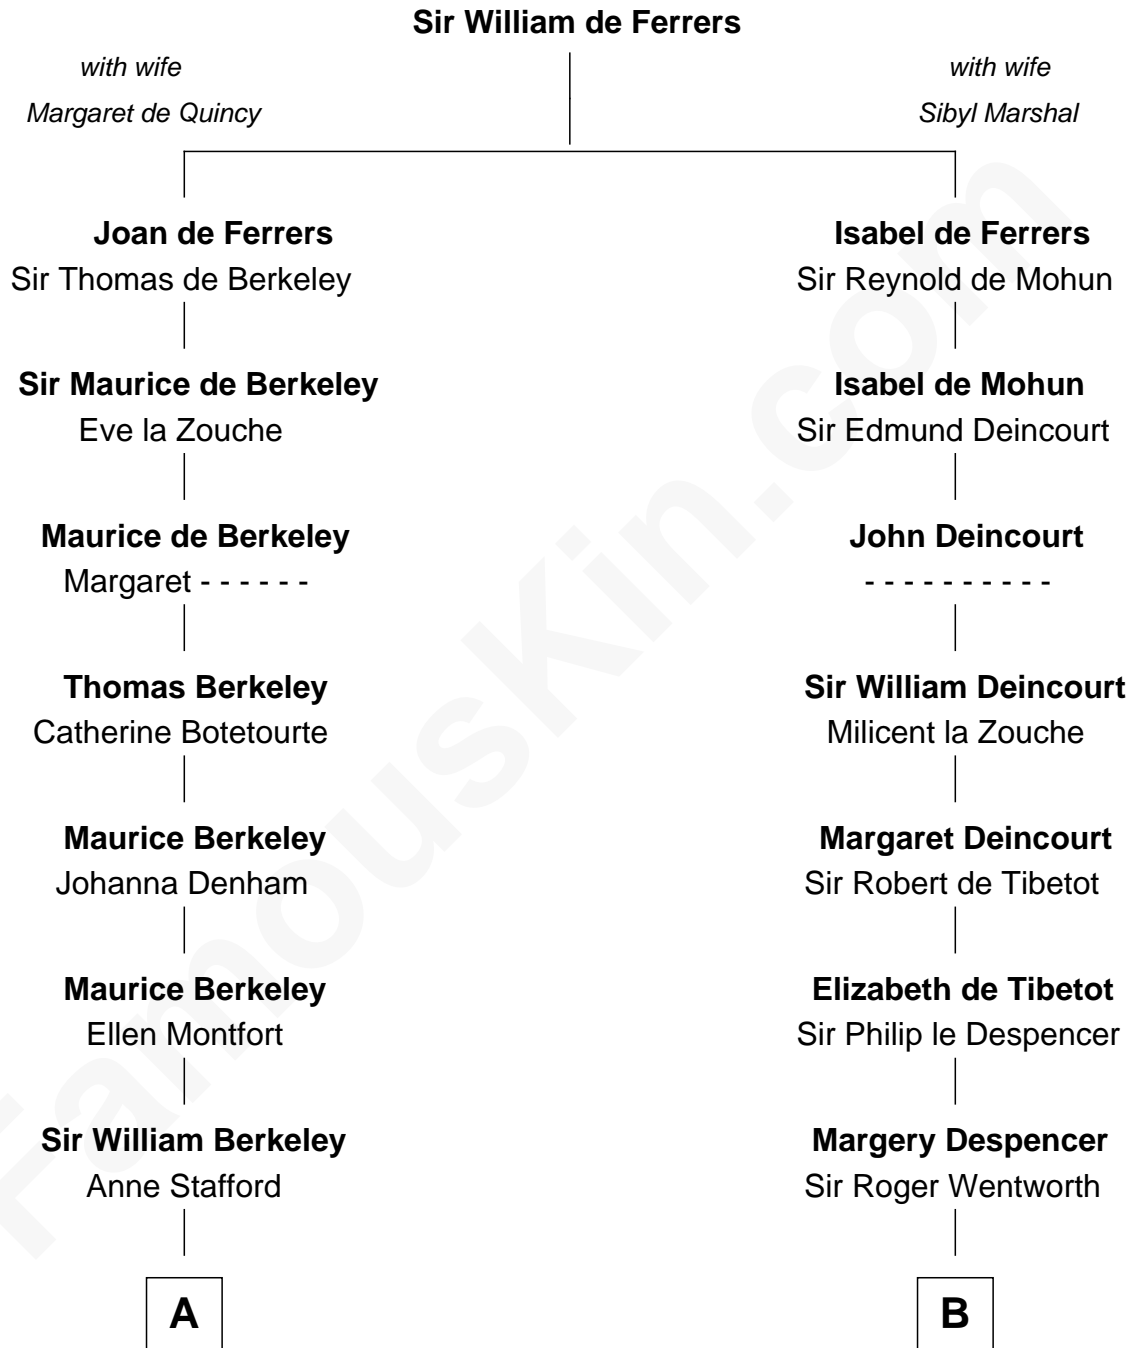 Sir William de Ferrers
with wife
Margaret de Quincy
with wife
Sibyl Marshal
Joan de Ferrers
Sir Thomas de Berkeley
Isabel de Ferrers
Sir Reynold de Mohun
Sir Maurice de Berkeley
Eve la Zouche
Isabel de Mohun
Sir Edmund Deincourt
Maurice de Berkeley
Margaret - - - - - -
John Deincourt
- - - - - - - - - -
Thomas Berkeley
Catherine Botetourte
Sir William Deincourt
Milicent la Zouche
Maurice Berkeley
Johanna Denham
Margaret Deincourt
Sir Robert de Tibetot
Maurice Berkeley
Ellen Montfort
Elizabeth de Tibetot
Sir Philip le Despencer
Sir William Berkeley
Anne Stafford
Margery Despencer
Sir Roger Wentworth
A
B
FamousKin.com